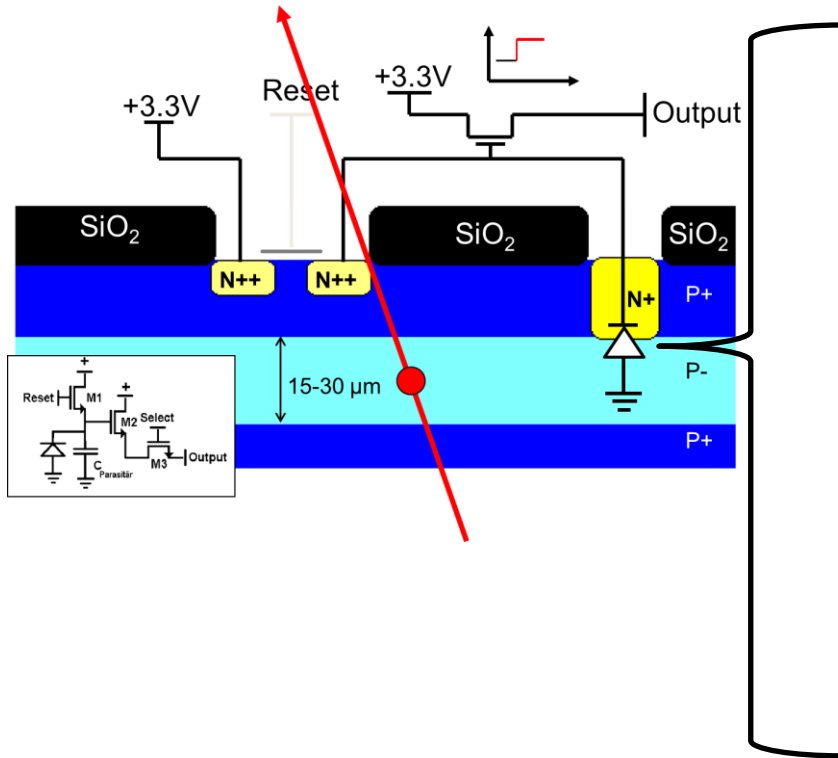 +3.3V
Reset
+3.3V
Output
SiO2
SiO2
SiO2
N++
N++
N+
P+
15-30 µm
P-
P+
+
+
Reset
M1
Select
M2
M3
Output
C
Parasitär